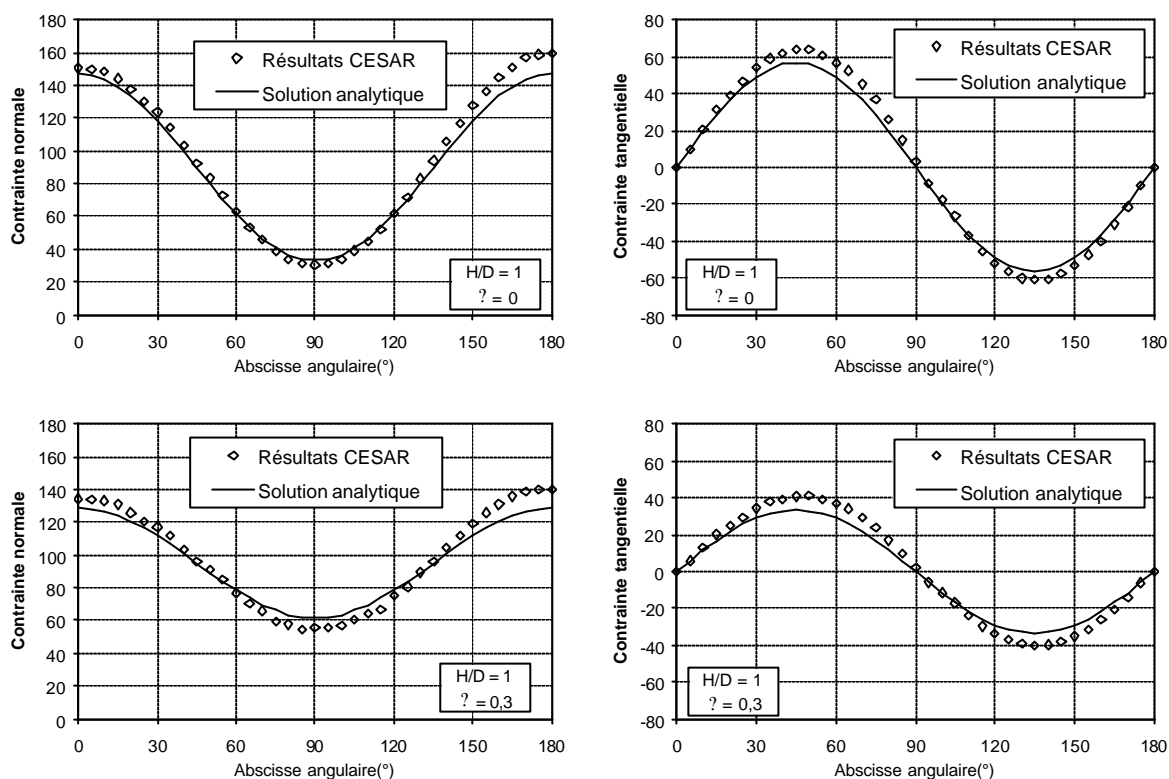 160
140
120
100
80
60
40
20
0
Contrainte normale
Résultats CESAR
Solution analytique
H/D = 1
? = 0
0 30 60 90 120 150 180
Abscisse angulaire(°)
80
60
40
20
0
-20
-40
-60
-80
Contrainte tangentielle
Résultats CESAR
Solution analytique
H/D = 1
? = 0
0 30 60 90 120 150 180
Abscisse angulaire(°)
180
160
140
120
100
80
60
40
20
0
Contrainte normale
Résultats CESAR
Solution analytique
H/D = 1
? = 0,3
0 30 60 90 120 150 180
Abscisse angulaire(°)
80
60
40
20
0
-20
-40
-60
-80
Contrainte tangentielle
Résultats CESAR
Solution analytique
H/D = 1
? = 0,3
0 30 60 90 120 150 180
Abscisse angulaire(°)